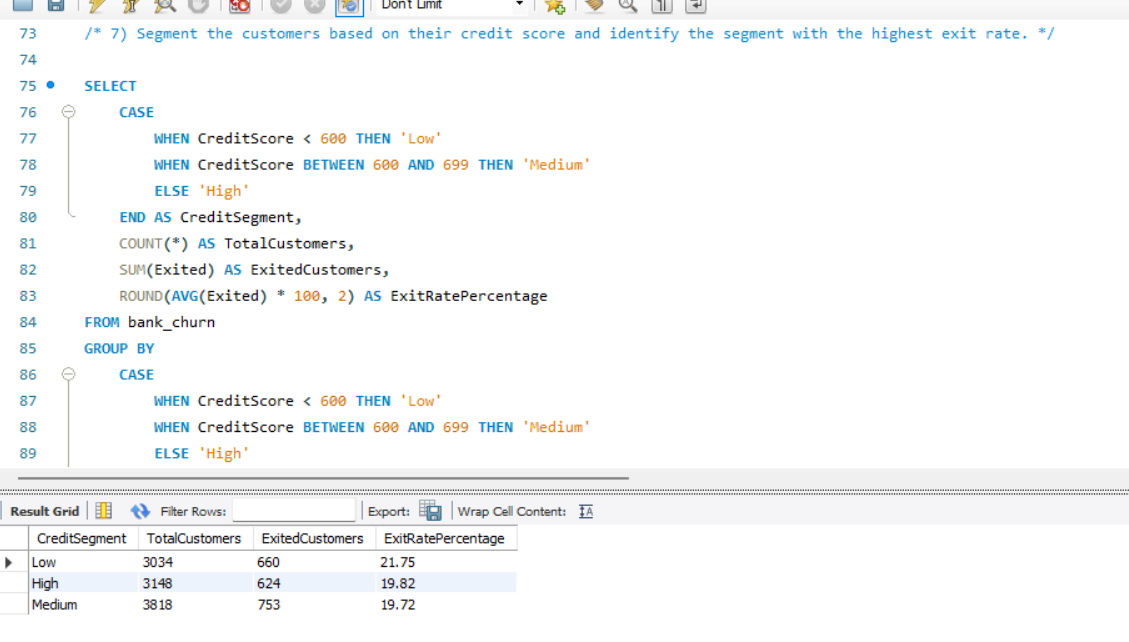 Don't Limit
73 /* 7) Segment the customers based on their credit score and identify the segment with the highest exit rate. */
74
75 SELECT
76 CASE
77 WHEN CreditScore < 600 THEN 'Low'
78 WHEN CreditScore BETWEEN 600 AND 699 THEN 'Medium'
79 ELSE 'High'
80 END AS CreditSegment,
81 COUNT(*) AS TotalCustomers,
82 SUM(Exited) AS ExitedCustomers,
83 ROUND(AVG(Exited) * 100, 2) AS ExitRatePercentage
84 FROM bank_churn
85 GROUP BY
86 CASE
87 WHEN CreditScore < 600 THEN 'Low'
88 WHEN CreditScore BETWEEN 600 AND 699 THEN 'Medium'
89 ELSE 'High'
Result Grid Filter Rows: Export: Wrap Cell Content:
CreditSegment TotalCustomers ExitedCustomers ExitRatePercentage
Low 3034 660 21.75
High 3148 624 19.82
Medium 3818 753 19.72